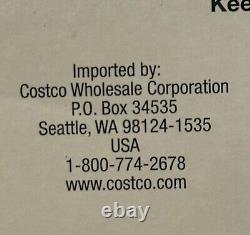 Kee
Imported by:
Costco Wholesale Corporation
P.O. Box 34535
Seattle, WA 98124-1535
USA
1-800-774-2678
www.costco.com